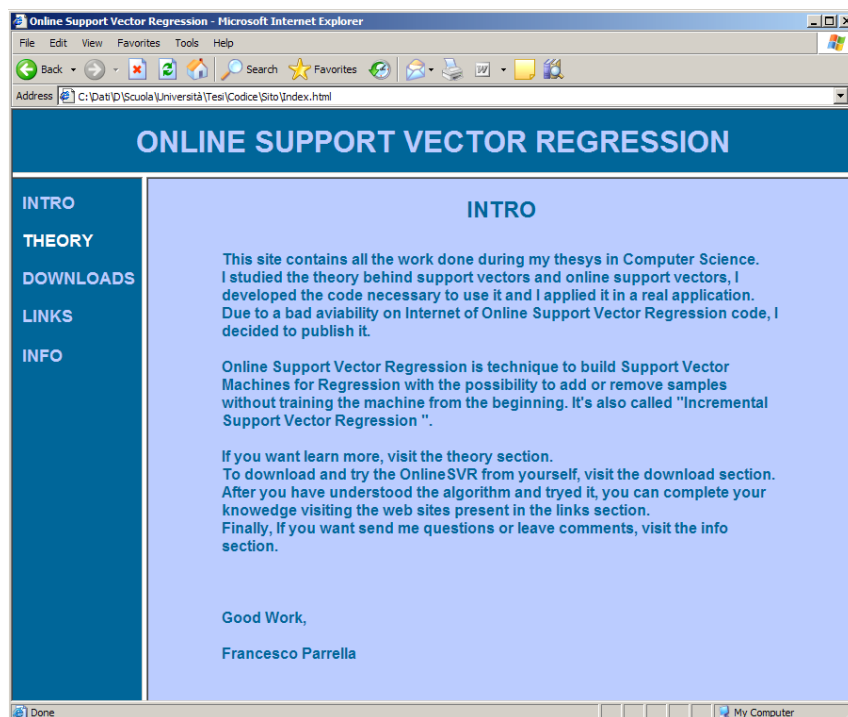 Online Support Vector Regression - Microsoft Internet Explorer
File Edit View Favorites Tools Help
Back Search Favorites
Address C:\Dati\D\Scuola\Università\Tesi\Codice\Sito\Index.html
ONLINE SUPPORT VECTOR REGRESSION
INTRO
THEORY
DOWNLOADS
LINKS
INFO
INTRO
This site contains all the work done during my thesys in Computer Science.
I studied the theory behind support vectors and online support vectors, I
developed the code necessary to use it and I applied it in a real application.
Due to a bad aviability on Internet of Online Support Vector Regression code, I
decided to publish it.
Online Support Vector Regression is technique to build Support Vector
Machines for Regression with the possibility to add or remove samples
without training the machine from the beginning. It's also called "Incremental
Support Vector Regression ".
If you want learn more, visit the theory section.
To download and try the OnlineSVR from yourself, visit the download section.
After you have understood the algorithm and tryed it, you can complete your
knowedge visiting the web sites present in the links section.
Finally, If you want send me questions or leave comments, visit the info
section.
Good Work,
Francesco Parrella
Done My Computer